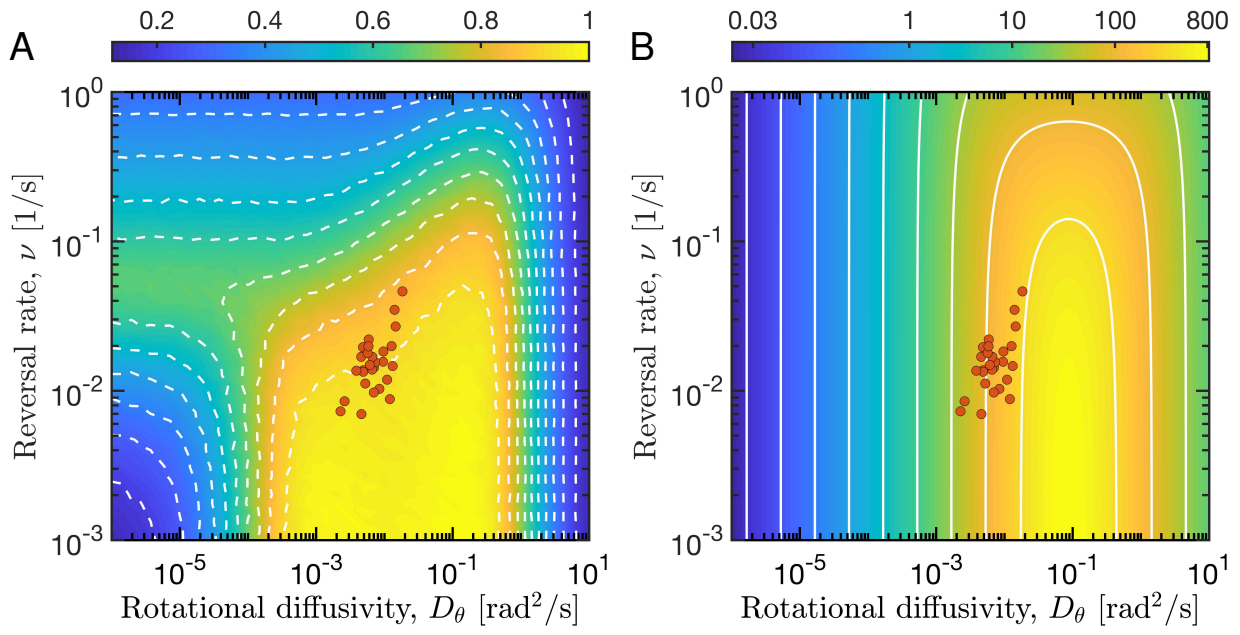 A
0.2 0.4 0.6 0.8 1
10^0
10^-1
10^-2
10^-3
Reversal rate, ν [1/s]
10^-5 10^-3 10^-1 10^1
Rotational diffusivity, D_θ [rad^2/s]
B
0.03 1 10 100 800
10^0
10^-1
10^-2
10^-3
Reversal rate, ν [1/s]
10^-5 10^-3 10^-1 10^1
Rotational diffusivity, D_θ [rad^2/s]